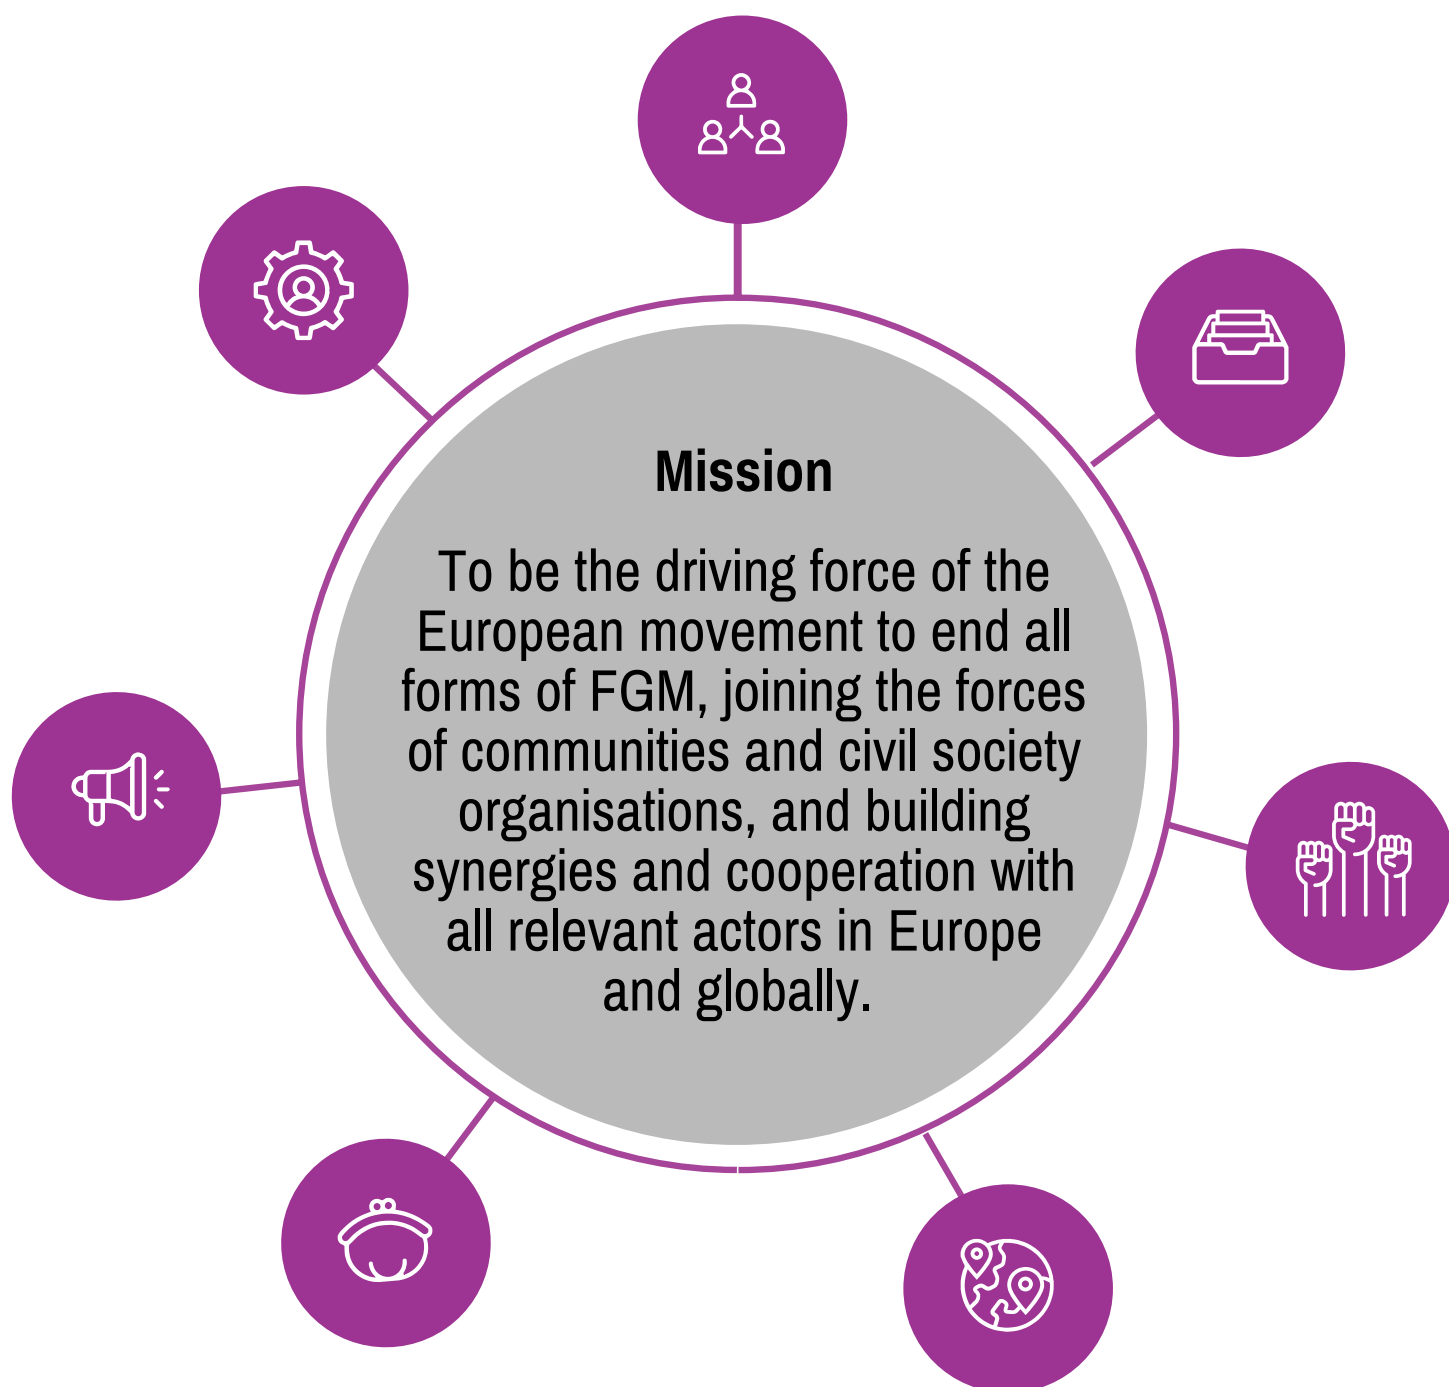 Mission
To be the driving force of the
European movement to end all
forms of FGM, joining the forces
of communities and civil society
organisations, and building
synergies and cooperation with
all relevant actors in Europe
and globally.